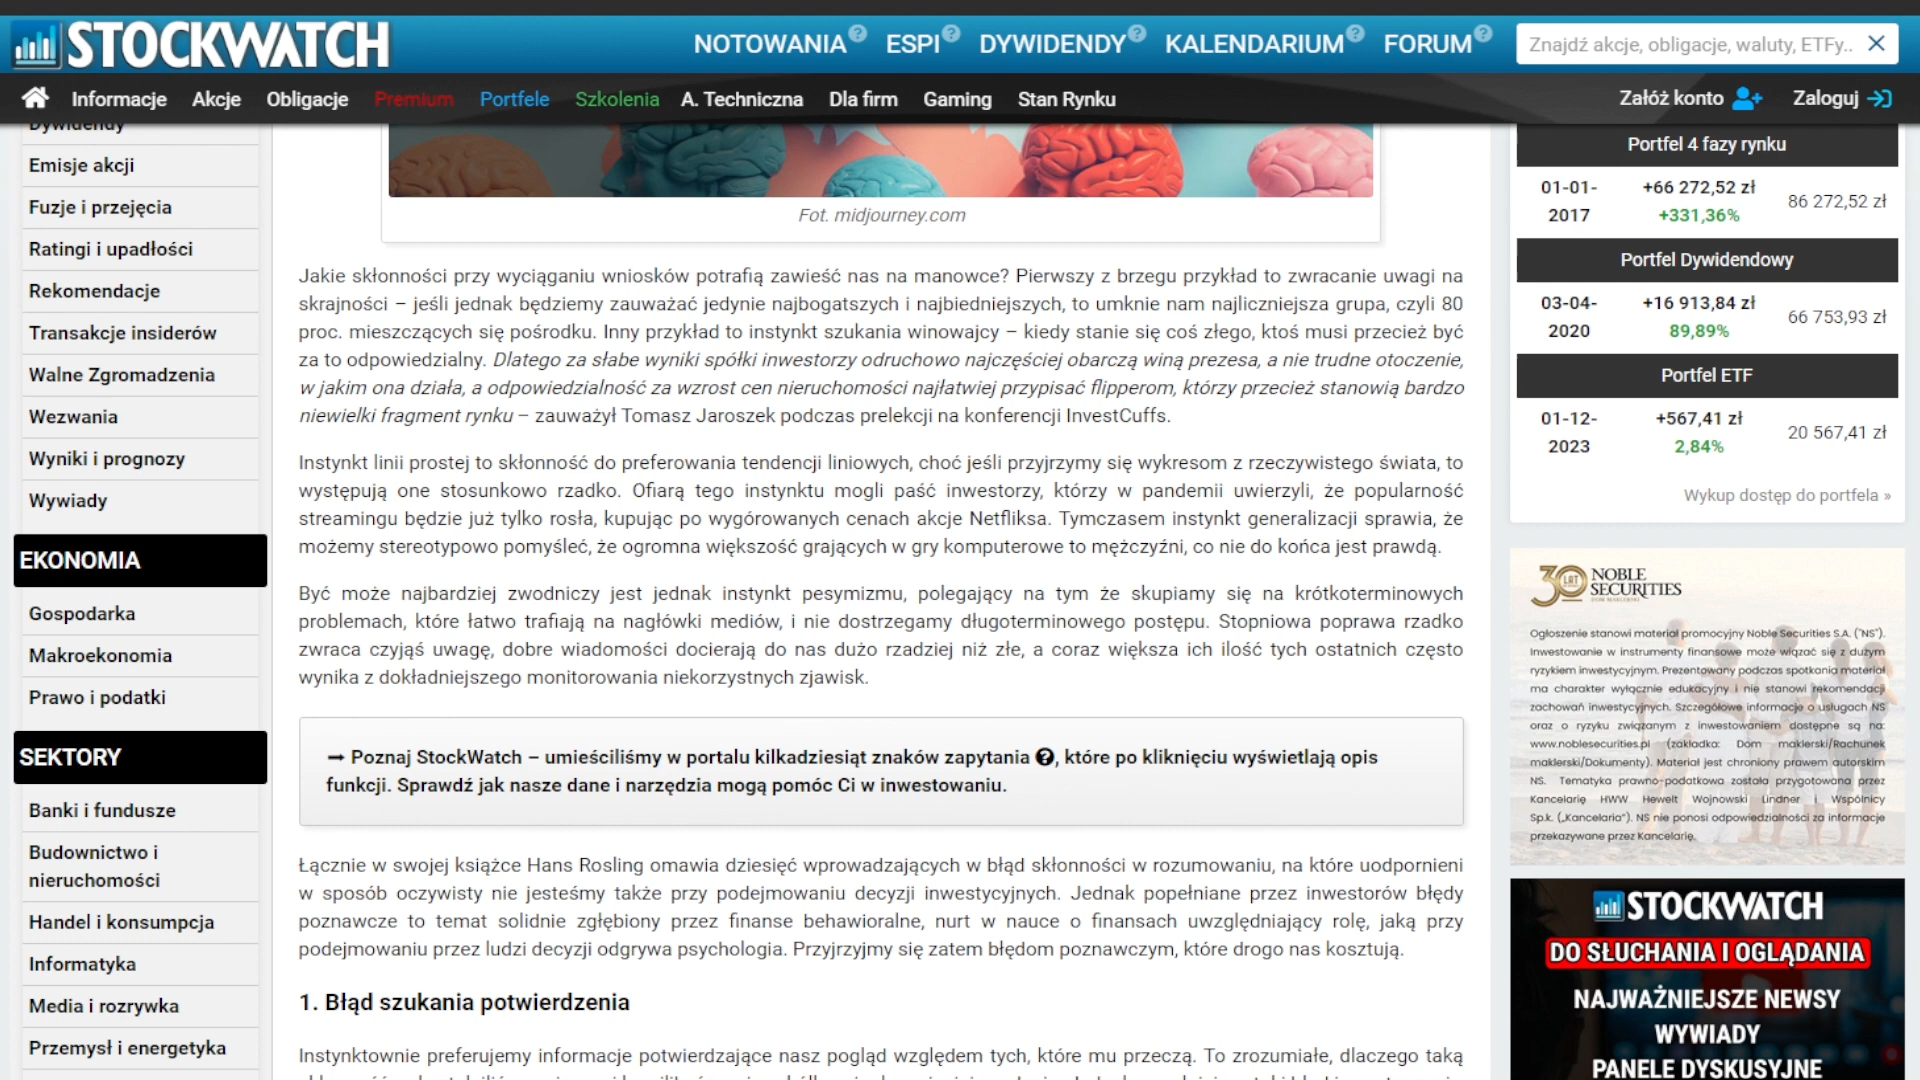 STOCKWATCH
NOTOWANIA ESPI DYWIDENDY KALENDARIUM FORUM
Znajdź akcje, obligacje, waluty, ETFy..
Informacje Akcje Obligacje Premium Portfele Szkolenia A. Techniczna Dla firm Gaming Stan Rynku
Załóż konto Zaloguj
Dywidendy
Emisje akcji
Fuzje i przejęcia
Ratingi i upadłości
Rekomendacje
Transakcje insiderów
Walne Zgromadzenia
Wezwania
Wyniki i prognozy
Wywiady
EKONOMIA
Gospodarka
Makroekonomia
Prawo i podatki
SEKTORY
Banki i fundusze
Budownictwo i
nieruchomości
Handel i konsumpcja
Informatyka
Media i rozrywka
Przemysł i energetyka
Fot. midjourney.com
Jakie skłonności przy wyciąganiu wniosków potrafią zawieść nas na manowce? Pierwszy z brzegu przykład to zwracanie uwagi na
skrajności – jeśli jednak będziemy zauważać jedynie najbogatszych i najbiedniejszych, to umknie nam najliczniejsza grupa, czyli 80
proc. mieszczących się pośrodku. Inny przykład to instynkt szukania winowajcy – kiedy stanie się coś złego, ktoś musi przecież być
za to odpowiedzialny. Dlatego za słabe wyniki spółki inwestorzy odruchowo najczęściej obarczą winą prezesa, a nie trudne otoczenie,
w jakim ona działa, a odpowiedzialność za wzrost cen nieruchomości najłatwiej przypisać flipperom, którzy przecież stanowią bardzo
niewielki fragment rynku – zauważył Tomasz Jaroszek podczas prelekcji na konferencji InvestCuffs.
Instynkt linii prostej to skłonność do preferowania tendencji liniowych, choć jeśli przyjrzymy się wykresom z rzeczywistego świata, to
występują one stosunkowo rzadko. Ofiarą tego instynktu mogli paść inwestorzy, którzy w pandemii uwierzyli, że popularność
streamingu będzie już tylko rosła, kupując po wygórowanych cenach akcje Netfliksa. Tymczasem instynkt generalizacji sprawia, że
możemy stereotypowo pomyśleć, że ogromna większość grających w gry komputerowe to mężczyźni, co nie do końca jest prawdą.
Być może najbardziej zwodniczy jest jednak instynkt pesymizmu, polegający na tym że skupiamy się na krótkoterminowych
problemach, które łatwo trafiają na nagłówki mediów, i nie dostrzegamy długoterminowego postępu. Stopniowa poprawa rzadko
zwraca czyjąś uwagę, dobre wiadomości docierają do nas dużo rzadziej niż złe, a coraz większa ich ilość tych ostatnich często
wynika z dokładniejszego monitorowania niekorzystnych zjawisk.
➞ Poznaj StockWatch – umieściliśmy w portalu kilkadziesiąt znaków zapytania ?, które po kliknięciu wyświetlają opis
funkcji. Sprawdź jak nasze dane i narzędzia mogą pomóc Ci w inwestowaniu.
Łącznie w swojej książce Hans Rosling omawia dziesięć wprowadzających w błąd skłonności w rozumowaniu, na które uodpornieni
w sposób oczywisty nie jesteśmy także przy podejmowaniu decyzji inwestycyjnych. Jednak popełniane przez inwestorów błędy
poznawcze to temat solidnie zgłębiony przez finanse behawioralne, nurt w nauce o finansach uwzględniający rolę, jaką przy
podejmowaniu przez ludzi decyzji odgrywa psychologia. Przyjrzyjmy się zatem błędom poznawczym, które drogo nas kosztują.
1. Błąd szukania potwierdzenia
Instynktownie preferujemy informacje potwierdzające nasz pogląd względem tych, które mu przeczą. To zrozumiałe, dlaczego taką
Portfel 4 fazy rynku
01-01-2017 +66 272,52 zł +331,36% 86 272,52 zł
Portfel Dywidendowy
03-04-2020 +16 913,84 zł 89,89% 66 753,93 zł
Portfel ETF
01-12-2023 +567,41 zł 2,84% 20 567,41 zł
Wykup dostęp do portfela »
30 LAT NOBLE
SECURITIES
DOM MAKLERSKI
Ogłoszenie stanowi materiał promocyjny Noble Securities S.A. ("NS").
Inwestowanie w instrumenty finansowe może wiązać się z dużym
ryzykiem inwestycyjnym. Prezentowany podczas spotkania materiał
ma charakter wyłącznie edukacyjny i nie stanowi rekomendacji
zachowań inwestycyjnych. Szczegółowe informacje o usługach NS
oraz o ryzyku związanym z inwestowaniem dostępne są na:
www.noblesecurities.pl (zakładka: Dom maklerski/Rachunek
maklerski/Dokumenty). Materiał jest chroniony prawem autorskim
NS. Tematyka prawno-podatkowa została przygotowana przez
Kancelarię HWW Hewelt Wojnowski Lindner i Wspólnicy
Sp.k. („Kancelaria"). NS nie ponosi odpowiedzialności za informacje
przekazywane przez Kancelarię.
STOCKWATCH
DO SŁUCHANIA I OGLĄDANIA
NAJWAŻNIEJSZE NEWSY
WYWIADY
PANELE DYSKUSYJNE